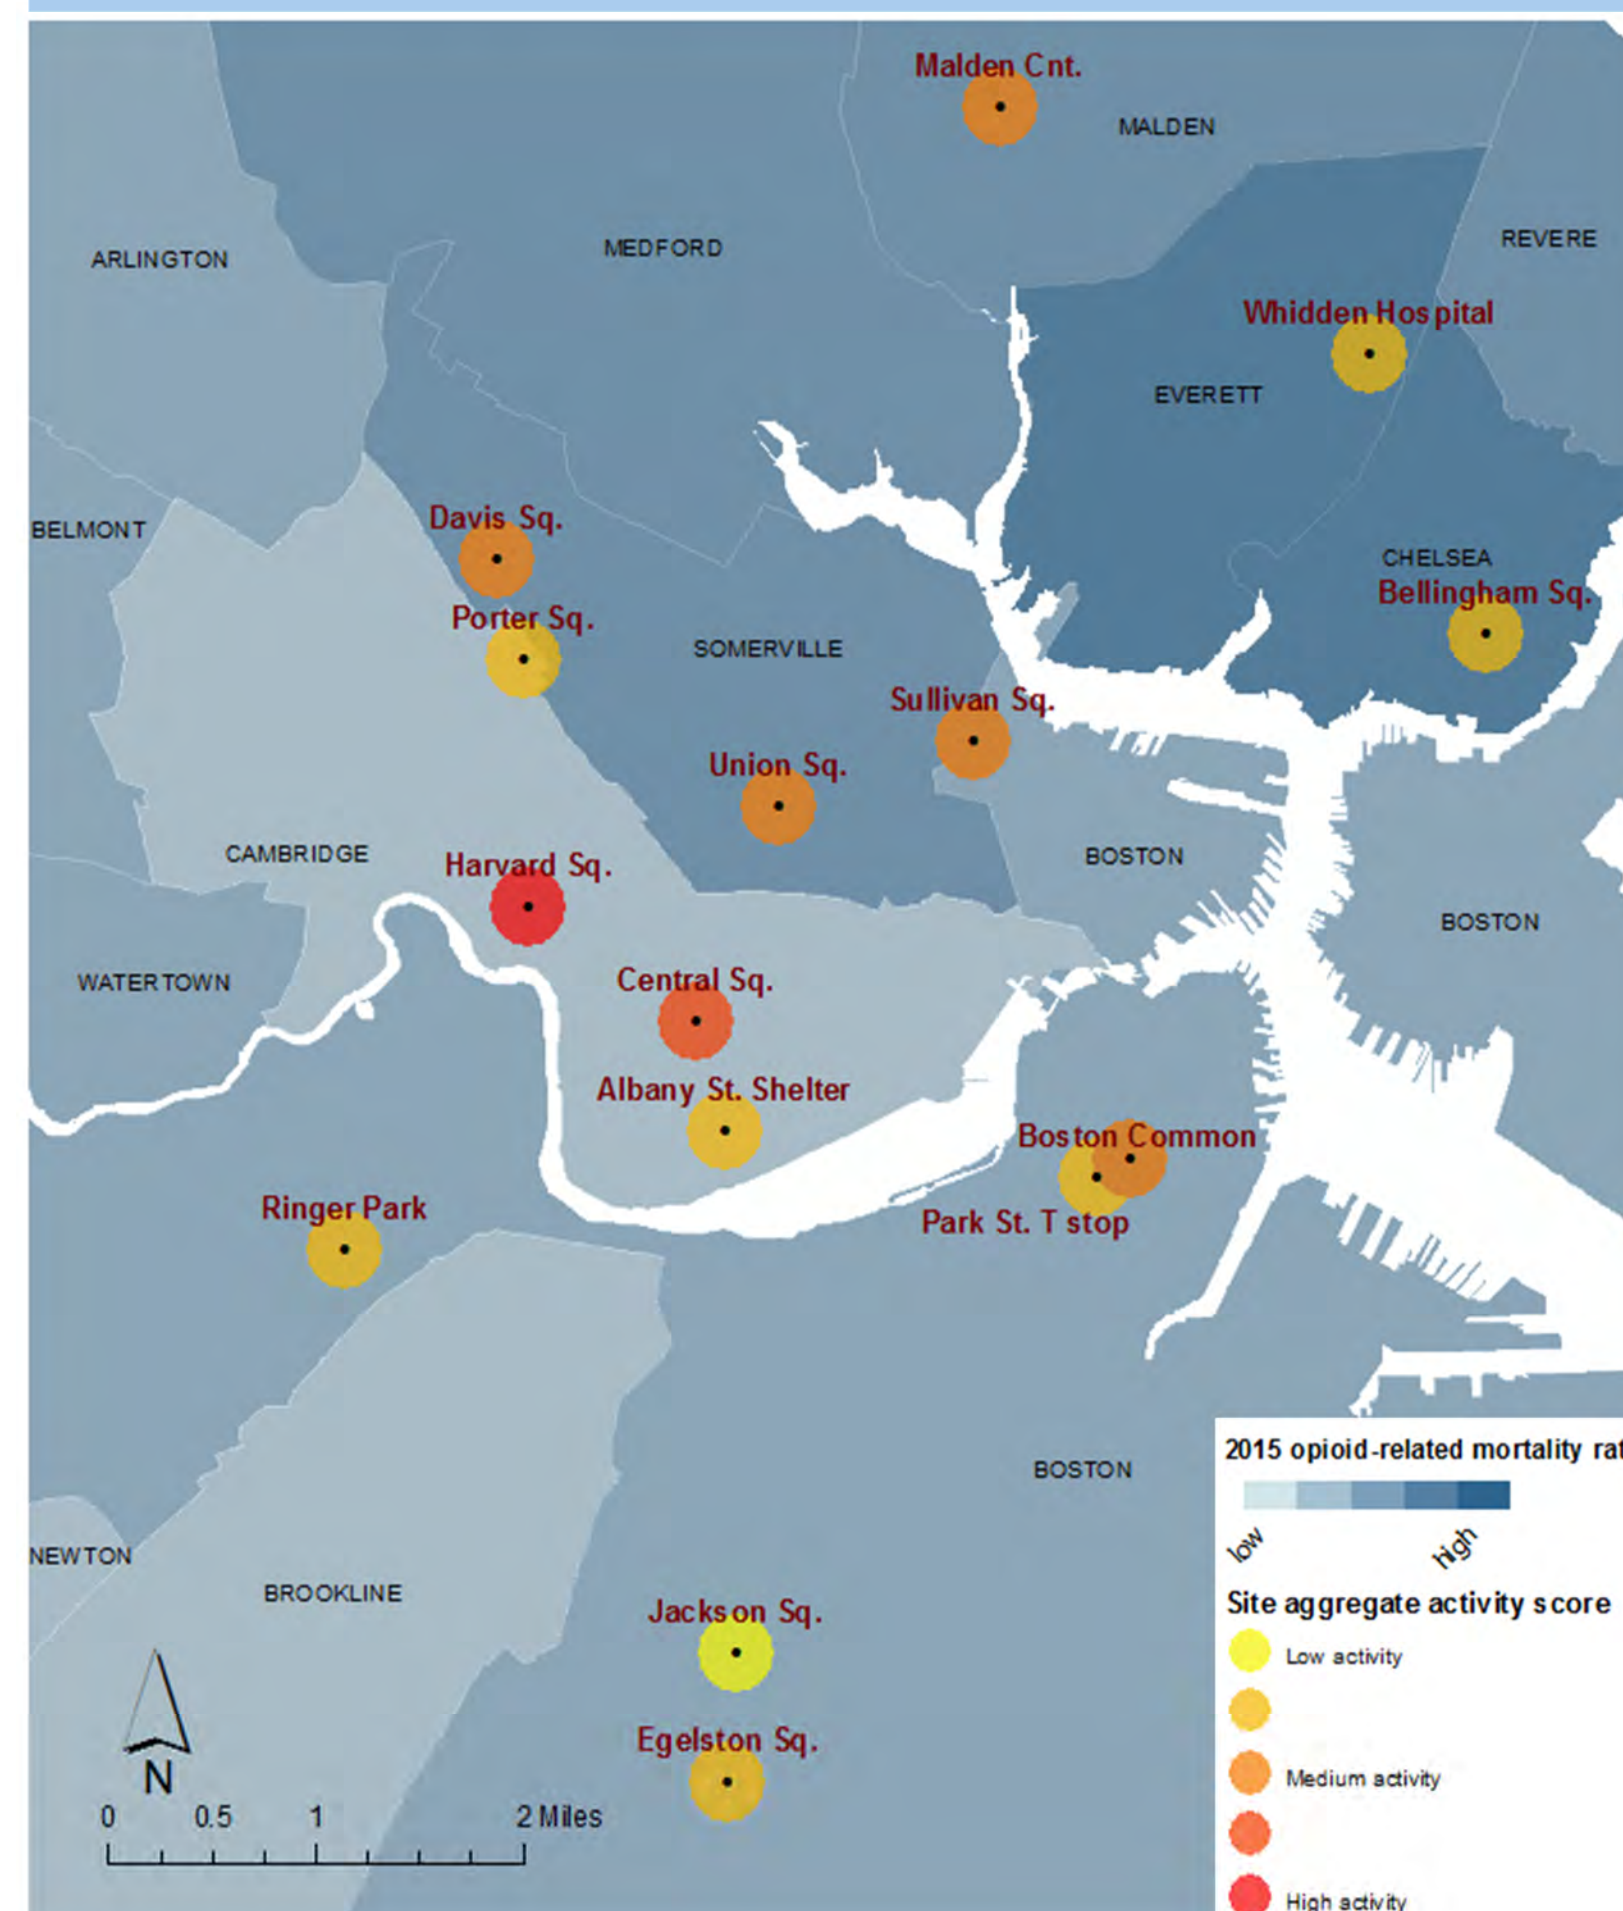 Malden Cnt.
MALDEN
REVERE
MEDFORD
ARLINGTON
Whidden Hospital
EVERETT
Davis Sq.
BELMONT
CHELSEA
Bellingham Sq.
Porter Sq.
SOMERVILLE
Sullivan Sq.
Union Sq.
CAMBRIDGE
Harvard Sq.
BOSTON
BOSTON
WATERTOWN
Central Sq.
Albany St. Shelter
Boston Common
Ringer Park
Park St. T stop
BOSTON
2015 opioid-related mortality rat
low
high
NEWTON
BROOKLINE
Site aggregate activity score
Jackson Sq.
Low activity
Egelston Sq.
Medium activity
N
0 0.5 1 2 Miles
High activity